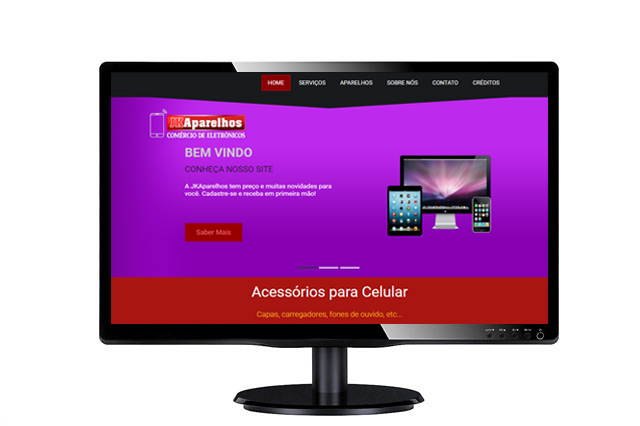 HOME SERVIÇOS APARELHOS SOBRE NÓS CONTATO CRÉDITOS
JKAparelhos
COMÉRCIO DE ELETRÔNICOS
BEM VINDO
CONHEÇA NOSSO SITE
A JKAparelhos tem preço e muitas novidades para
você. Cadastre-se e receba em primeira mão!
Saber Mais
Acessórios para Celular
Capas, carregadores, fones de ouvido, etc...